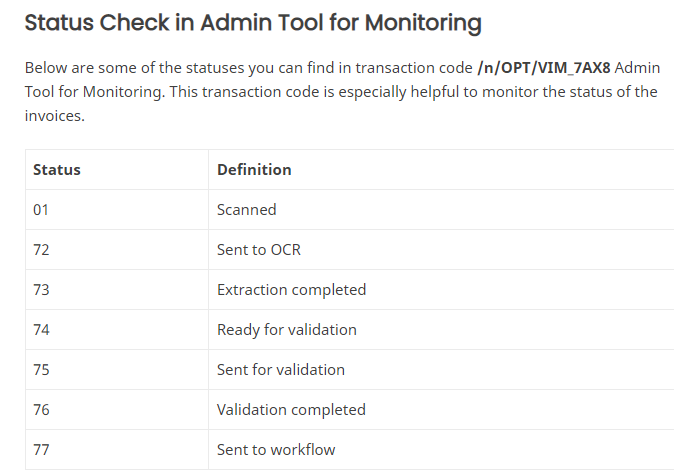 Status Check in Admin Tool for Monitoring
Below are some of the statuses you can find in transaction code /n/OPT/VIM_7AX8 Admin
Tool for Monitoring. This transaction code is especially helpful to monitor the status of the
invoices.
Status Definition
01 Scanned
72 Sent to OCR
73 Extraction completed
74 Ready for validation
75 Sent for validation
76 Validation completed
77 Sent to workflow